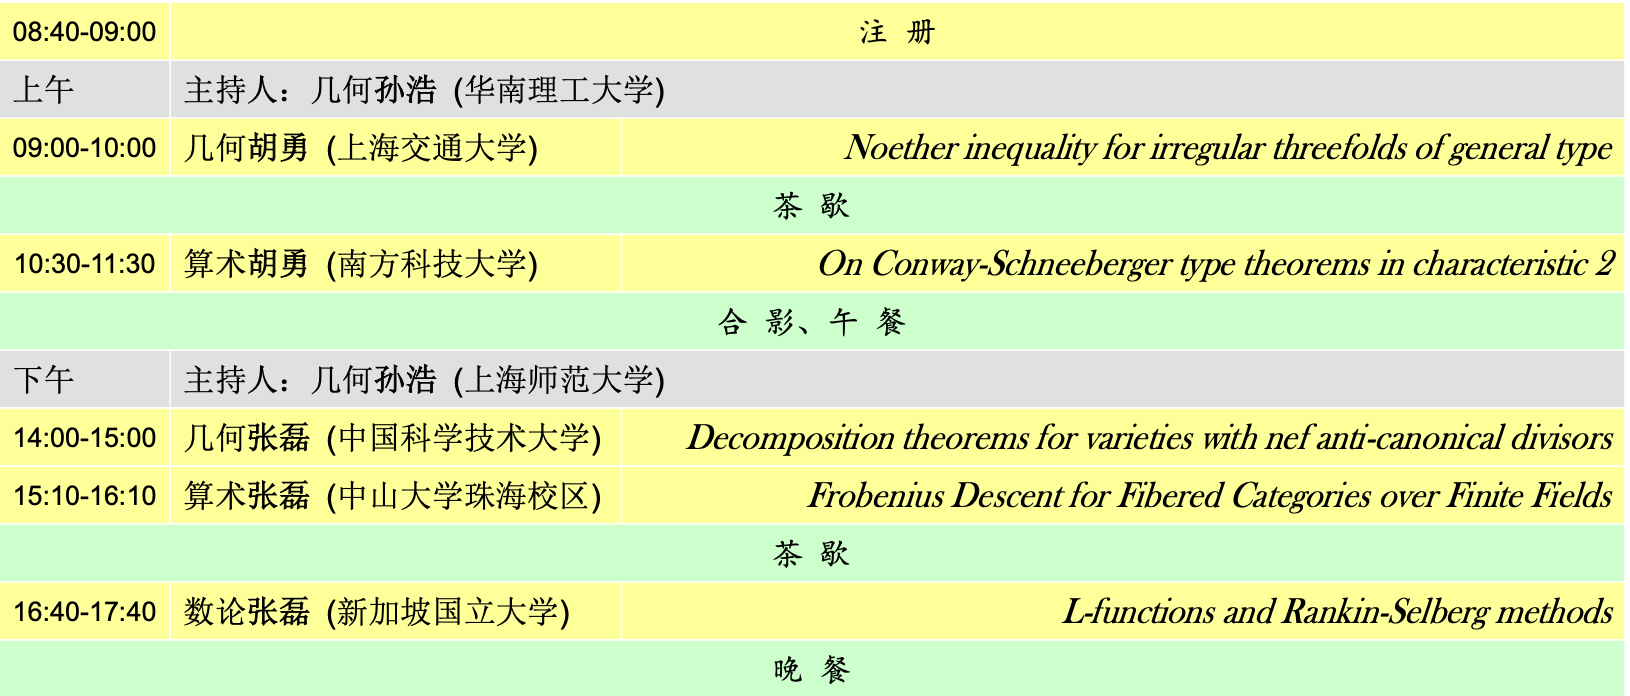 08:40-09:00 注 册
上午 主持人：几何孙浩 (华南理工大学)
09:00-10:00 几何胡勇 (上海交通大学) Noether inequality for irregular threefolds of general type
茶 歇
10:30-11:30 算术胡勇 (南方科技大学) On Conway-Schneeberger type theorems in characteristic 2
合 影、午 餐
下午 主持人：几何孙浩 (上海师范大学)
14:00-15:00 几何张磊 (中国科学技术大学) Decomposition theorems for varieties with nef anti-canonical divisors
15:10-16:10 算术张磊 (中山大学珠海校区) Frobenius Descent for Fibered Categories over Finite Fields
茶 歇
16:40-17:40 数论张磊 (新加坡国立大学) L-functions and Rankin-Selberg methods
晚 餐